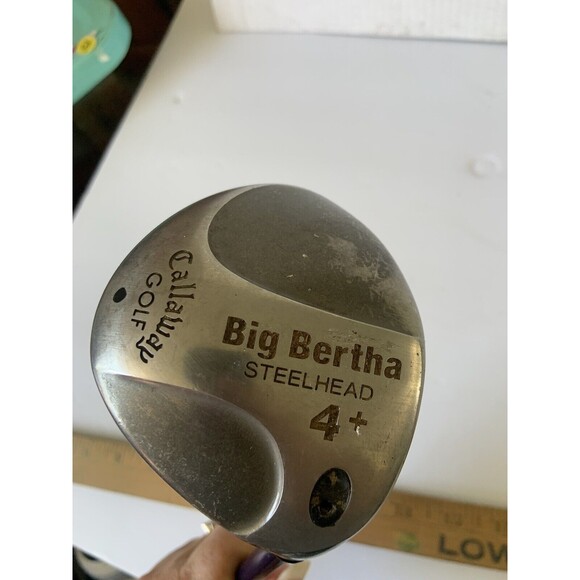 Callaway
GOLF
Big Bertha
STEELHEAD
4+
LOW